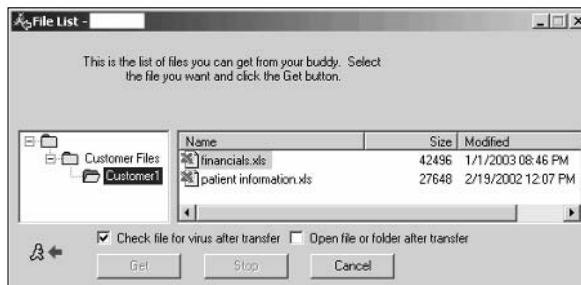 File List -
This is the list of files you can get from your buddy. Select
the file you want and click the Get button.
Customer Files
Customer1
Name Size Modified
financials.xls 42496 1/1/2003 08:46 PM
patient information.xls 27648 2/19/2002 12:07 PM
Check file for virus after transfer Open file or folder after transfer
Get Stop Cancel